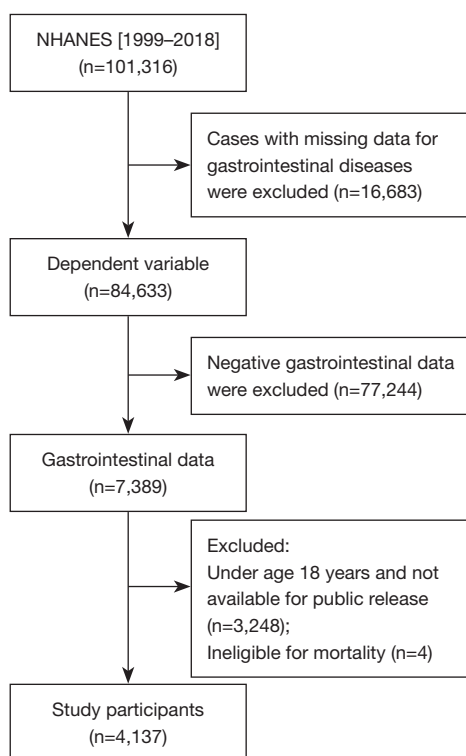 NHANES [1999–2018]
(n=101,316)
Cases with missing data for
gastrointestinal diseases
were excluded (n=16,683)
Dependent variable
(n=84,633)
Negative gastrointestinal data
were excluded (n=77,244)
Gastrointestinal data
(n=7,389)
Excluded:
Under age 18 years and not
available for public release
(n=3,248);
Ineligible for mortality (n=4)
Study participants
(n=4,137)